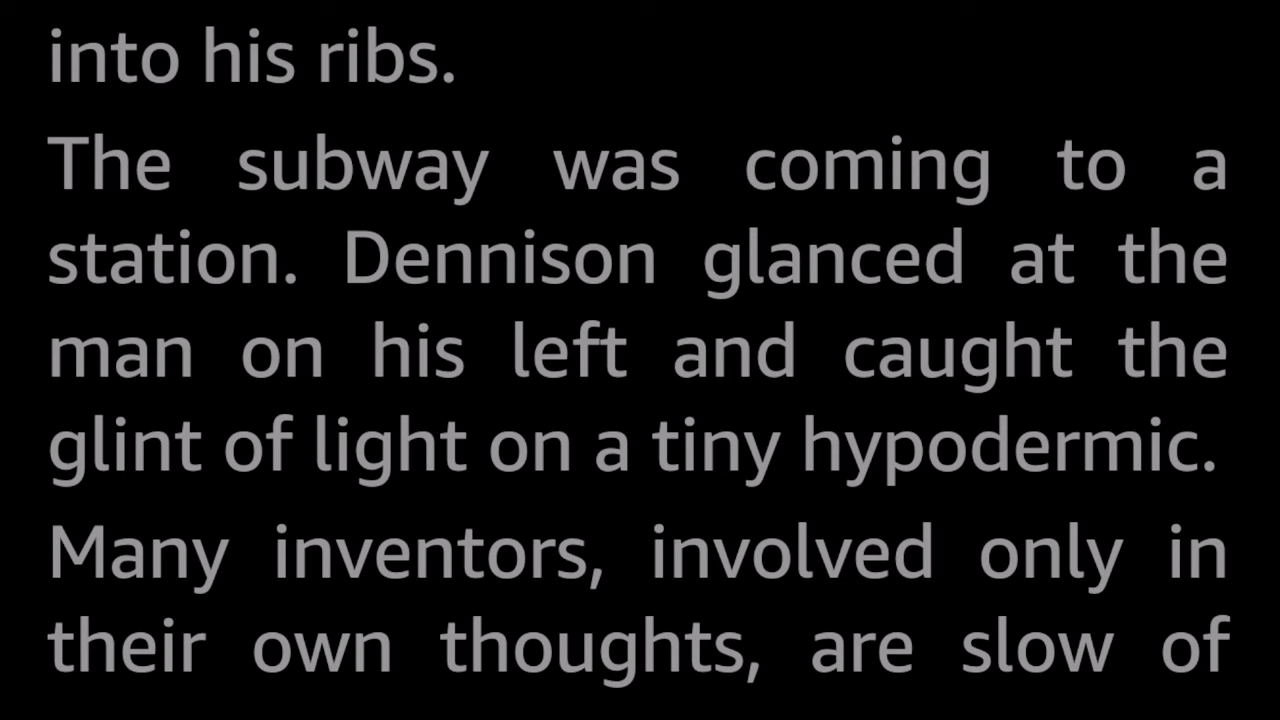 into his ribs.
The subway was coming to a
station. Dennison glanced at the
man on his left and caught the
glint of light on a tiny hypodermic.
Many inventors, involved only in
their own thoughts, are slow of